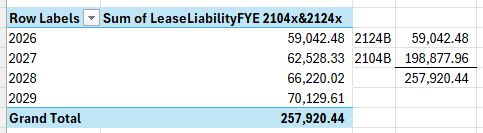 Row Labels Sum of LeaseLiabilityFYE 2104x&2124x
2026 59,042.48 2124B 59,042.48
2027 62,528.33 2104B 198,877.96
2028 66,220.02 257,920.44
2029 70,129.61
Grand Total 257,920.44